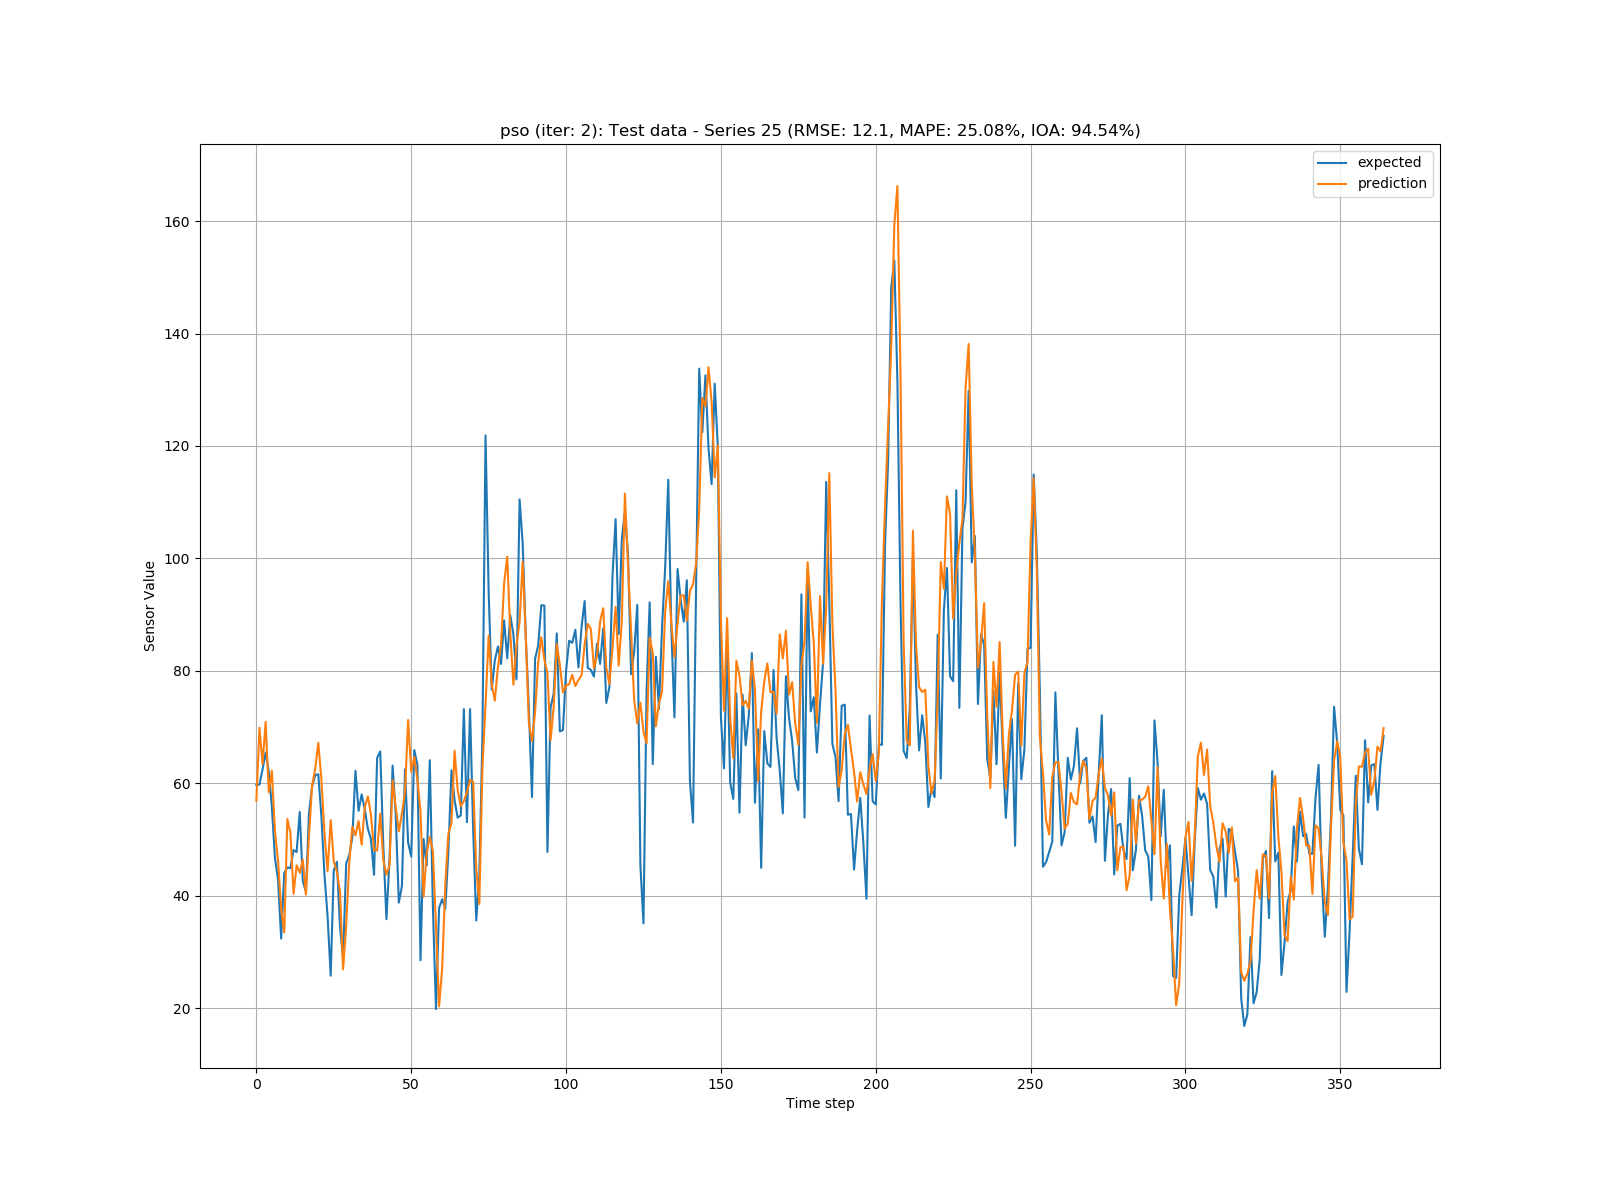 pso (iter: 2): Test data - Series 25 (RMSE: 12.1, MAPE: 25.08%, IOA: 94.54%)
expected
prediction
160
140
120
100
80
60
40
20
Sensor Value
0 50 100 150 200 250 300 350
Time step